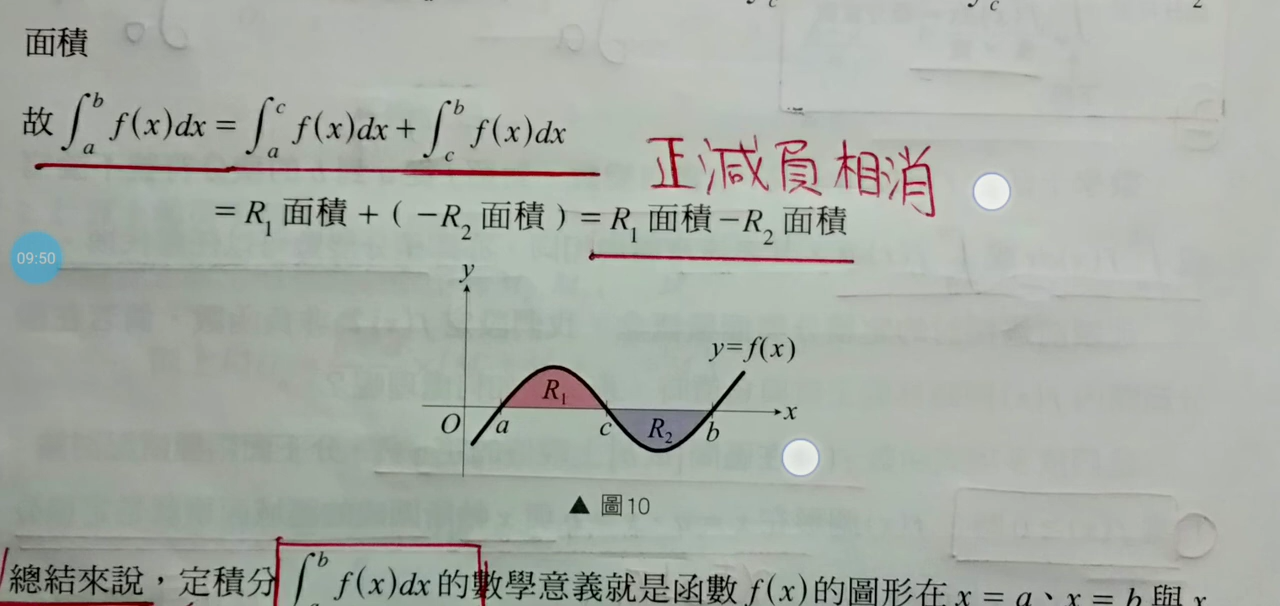 面積
故 ∫_a^b f(x)dx = ∫_a^c f(x)dx + ∫_c^b f(x)dx
正減負相消
= R₁ 面積 + ( −R₂ 面積 ) = R₁ 面積 − R₂ 面積
09:50
y
y=f(x)
R₁
O a c R₂ b x
▲ 圖10
總結來說，定積分 ∫_a^b f(x)dx 的數學意義就是函數 f(x) 的圖形在 x = a、x = b 與 x